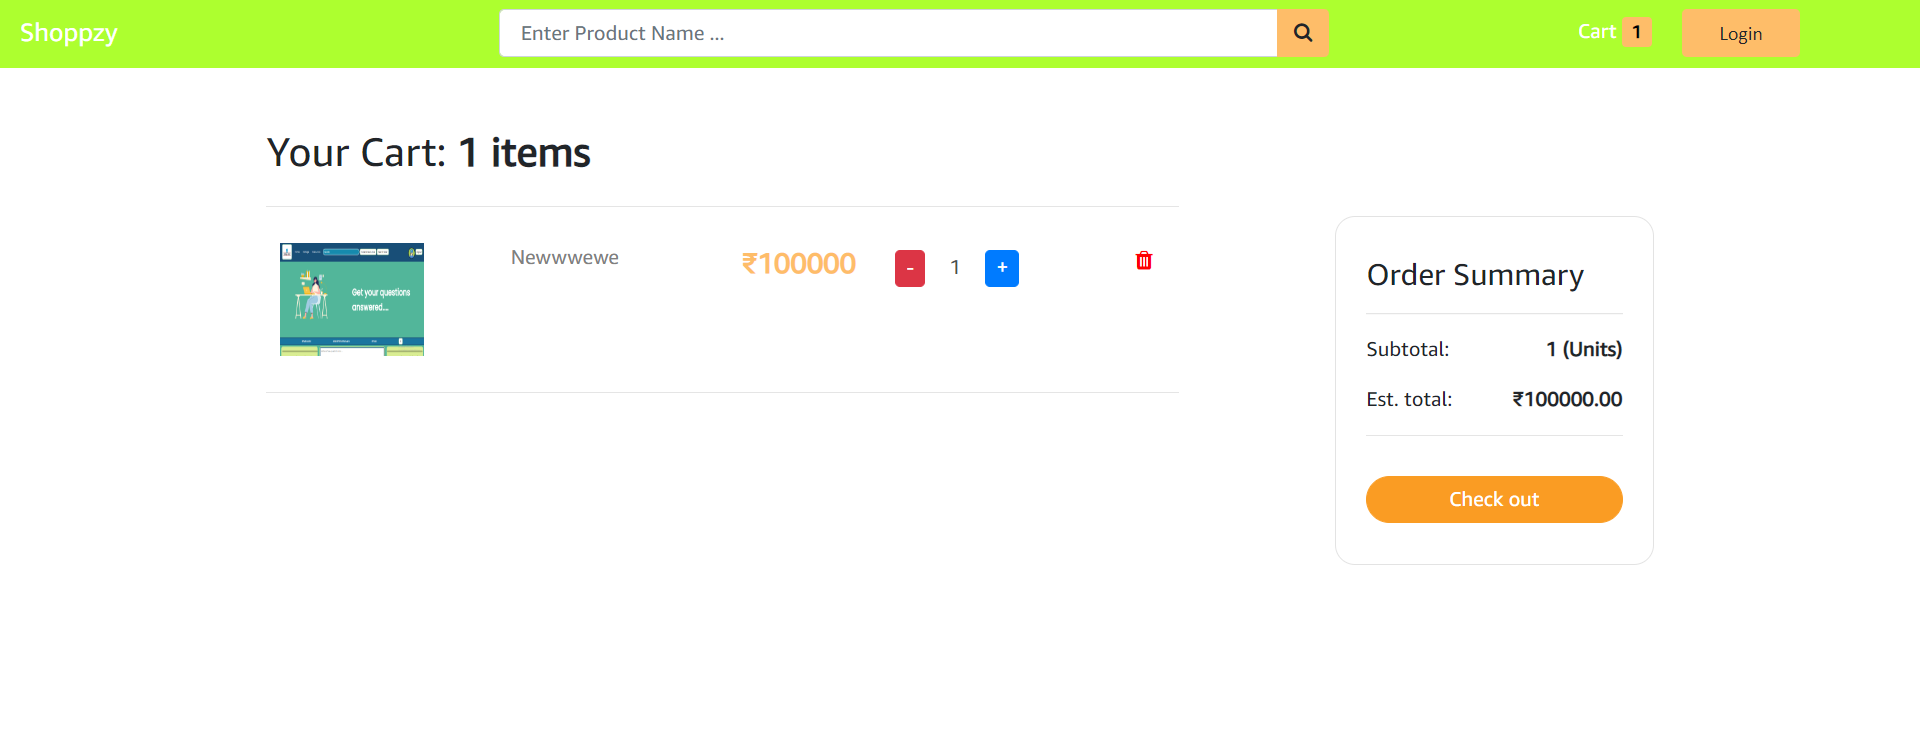 Shoppzy
Enter Product Name ...
Cart 1
Login
Your Cart: 1 items
Get your questions
answered...
Newwwewe
₹100000
- 1 +
Order Summary
Subtotal: 1 (Units)
Est. total: ₹100000.00
Check out